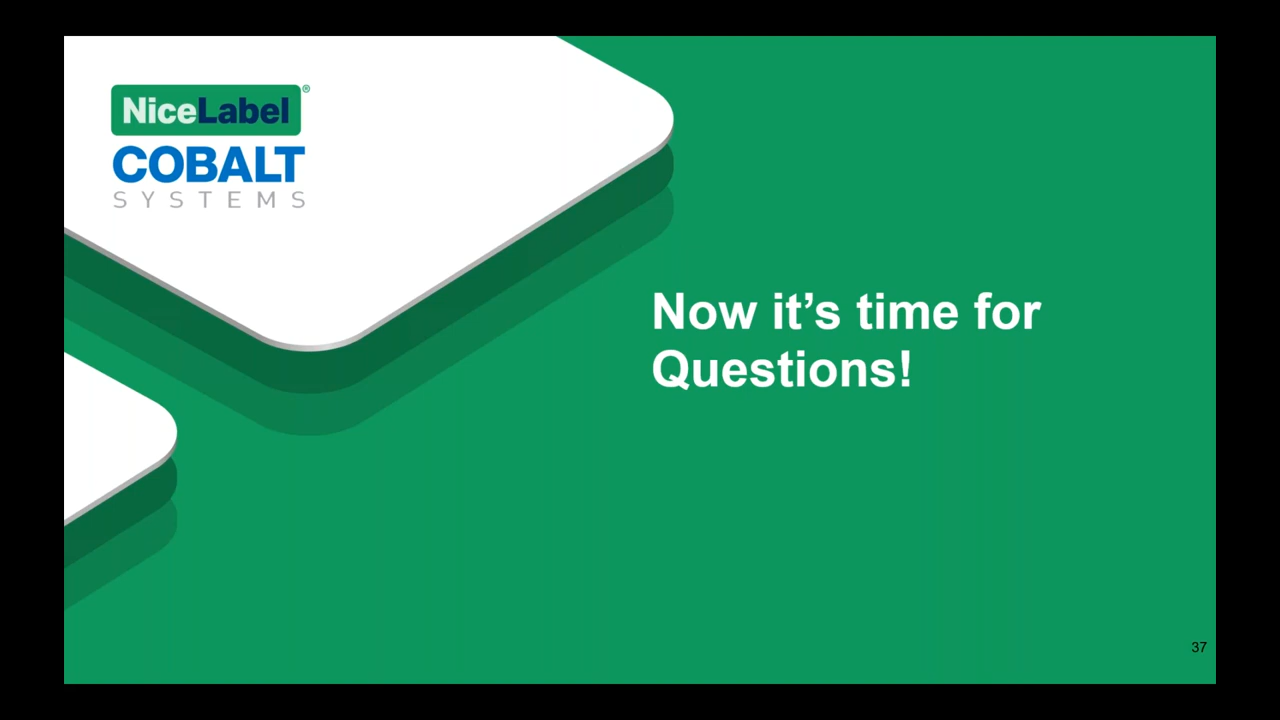 NiceLabel®
COBALT
SYSTEMS
Now it’s time for
Questions!
37